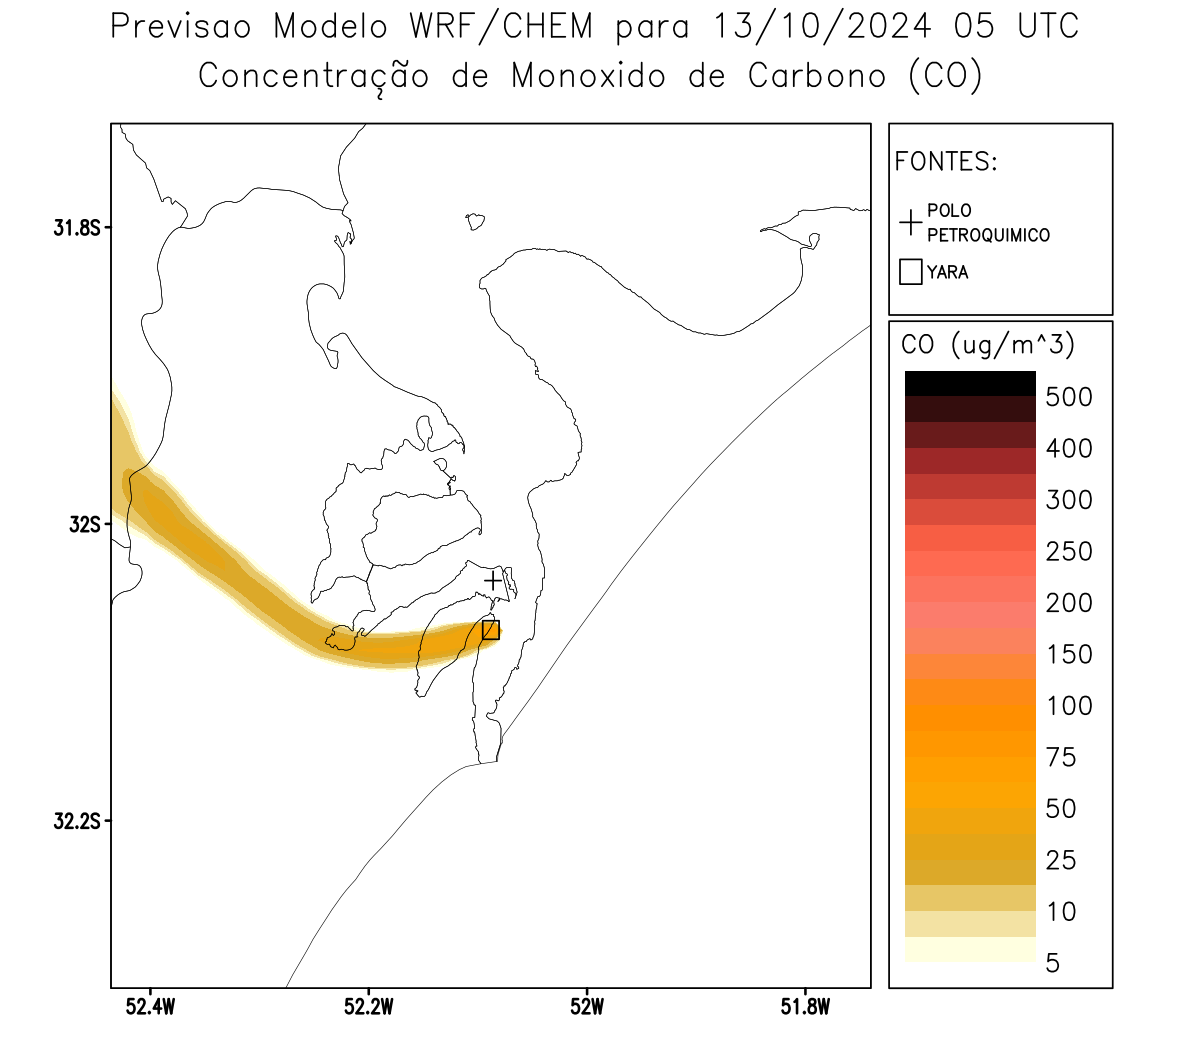 Previsao Modelo WRF/CHEM para 13/10/2024 05 UTC
Concentração de Monoxido de Carbono (CO)
FONTES:
POLO
PETROQUIMICO
YARA
CO (ug/m^3)
500
400
300
250
200
150
100
75
50
25
10
5
31.8S
32S
32.2S
52.4W
52.2W
52W
51.8W